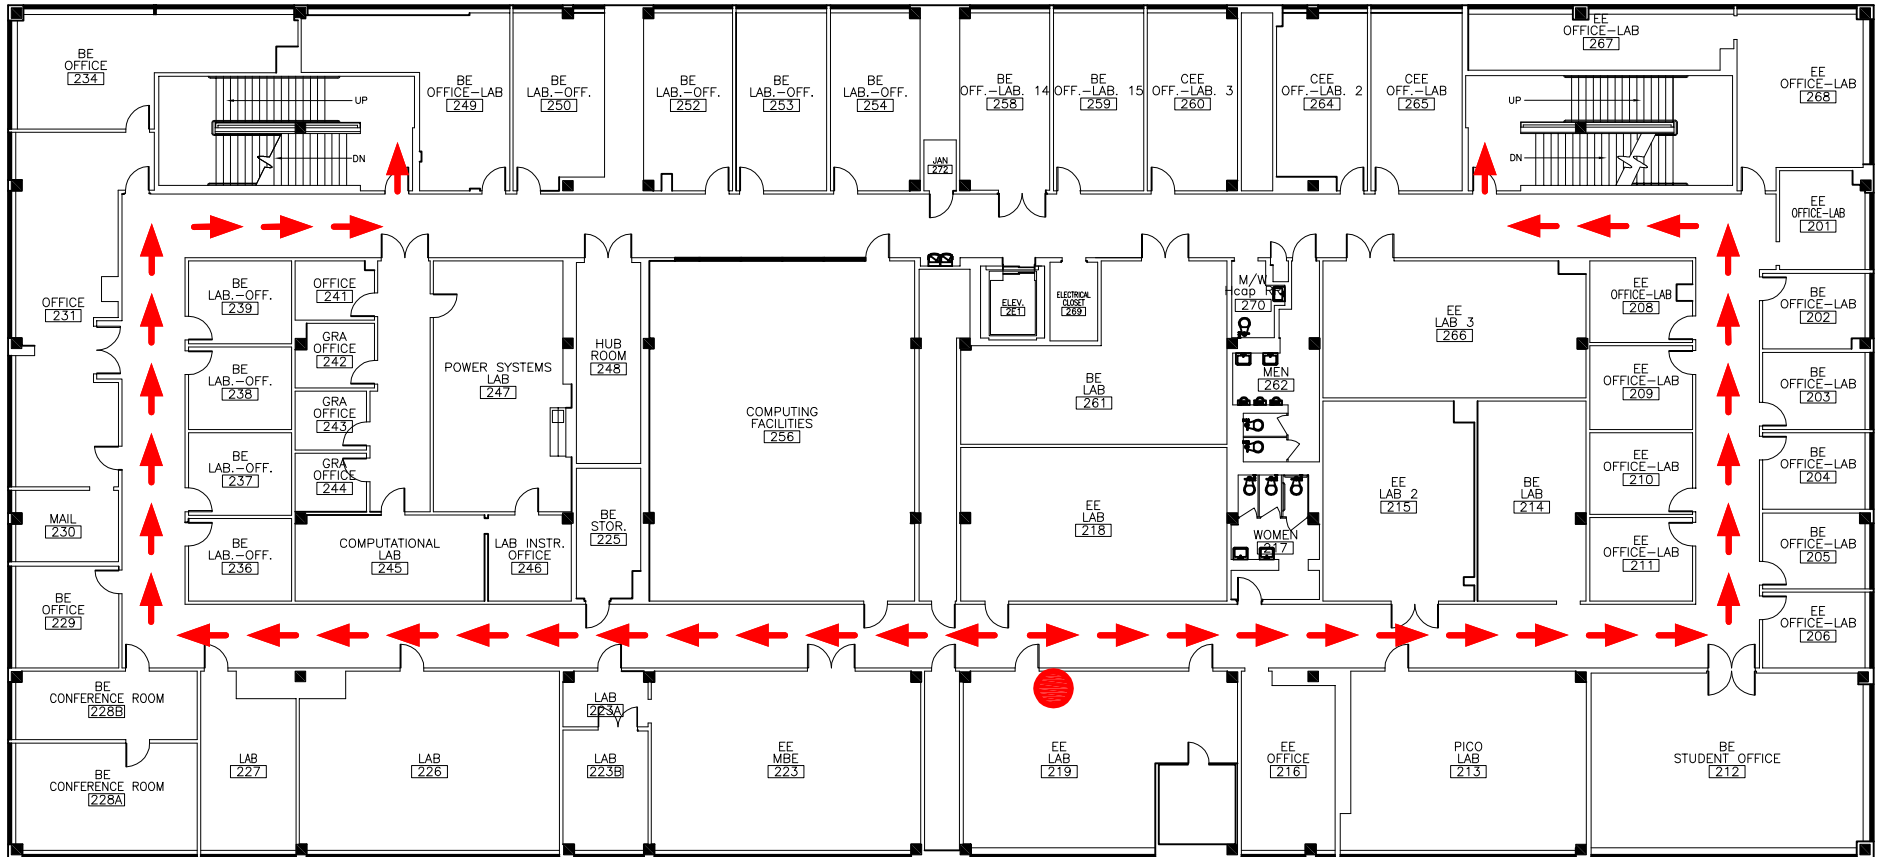 BE
OFFICE
234
UP
DN
BE
OFFICE-LAB
249
BE
LAB.-OFF.
250
BE
LAB.-OFF.
252
BE
LAB.-OFF.
253
BE
LAB.-OFF.
254
JAN
272
BE
OFF.-LAB. 14
258
BE
OFF.-LAB. 15
259
CEE
OFF.-LAB. 3
260
CEE
OFF.-LAB. 2
264
CEE
OFF.-LAB
265
EE
OFFICE-LAB
267
UP
DN
EE
OFFICE-LAB
268
EE
OFFICE-LAB
201
OFFICE
231
BE
LAB.-OFF.
239
OFFICE
241
GRA
OFFICE
242
BE
LAB.-OFF.
238
GRA
OFFICE
243
BE
LAB.-OFF.
237
GRA
OFFICE
244
POWER SYSTEMS
LAB
247
HUB
ROOM
248
COMPUTING
FACILITIES
256
ELEV.
2E1
ELECTRICAL
CLOSET
269
M/W
Hcap RR
270
BE
LAB
261
MEN
262
EE
LAB 3
266
EE
OFFICE-LAB
208
BE
OFFICE-LAB
202
EE
OFFICE-LAB
209
BE
OFFICE-LAB
203
EE
OFFICE-LAB
210
BE
OFFICE-LAB
204
MAIL
230
BE
LAB.-OFF.
236
COMPUTATIONAL
LAB
245
LAB INSTR.
OFFICE
246
BE
STOR.
225
EE
LAB
218
WOMEN
217
EE
LAB 2
215
BE
LAB
214
EE
OFFICE-LAB
211
BE
OFFICE-LAB
205
BE
OFFICE
229
BE
OFFICE-LAB
206
BE
CONFERENCE ROOM
228B
BE
CONFERENCE ROOM
228A
LAB
227
LAB
226
LAB
223A
LAB
223B
EE
MBE
223
EE
LAB
219
EE
OFFICE
216
PICO
LAB
213
BE
STUDENT OFFICE
212